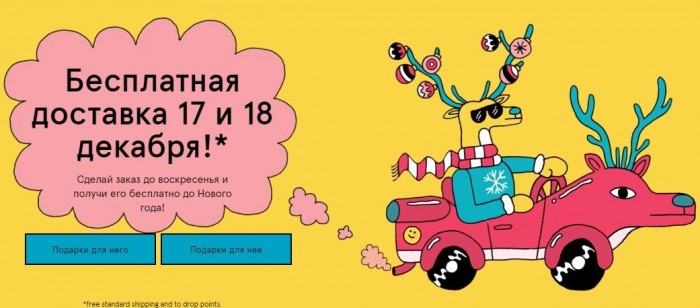 Бесплатная
доставка 17 и 18
декабря!*
Сделай заказ до воскресенья и
получи его бесплатно до Нового
года!
Подарки для него
Подарки для нее
*free standard shipping and to drop points.